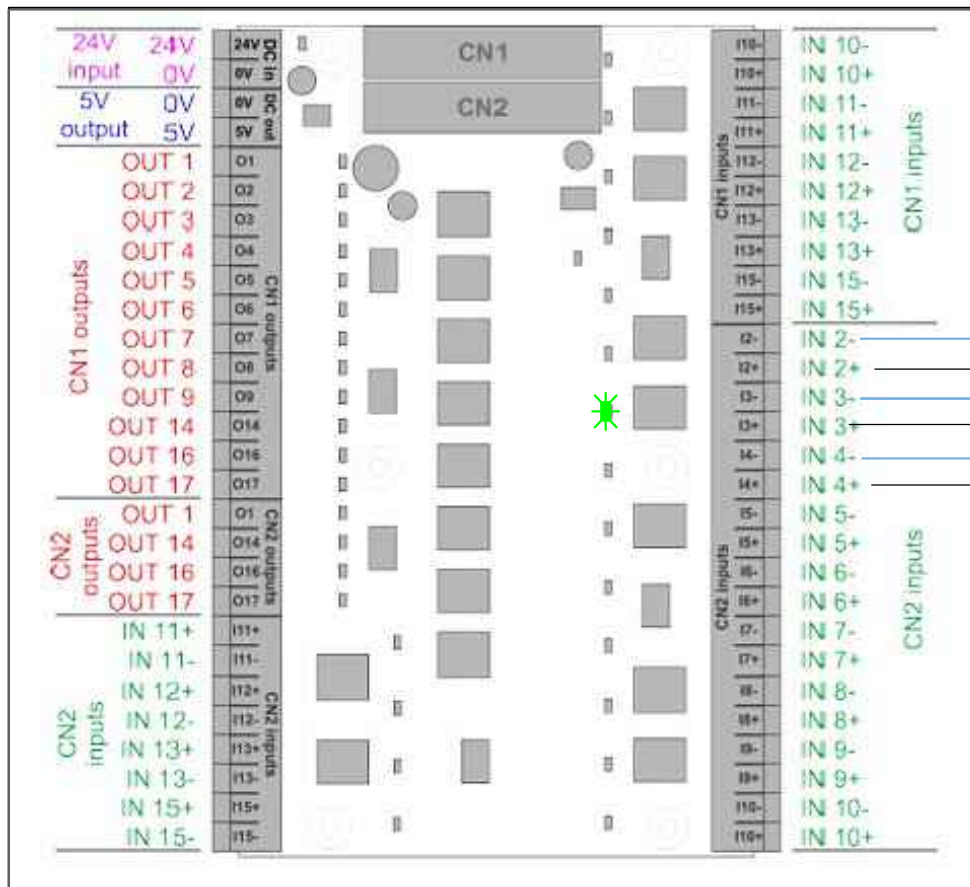 24V 24V
input 0V
5V 0V
output 5V
OUT 1
OUT 2
OUT 3
OUT 4
OUT 5
OUT 6
OUT 7
OUT 8
OUT 9
OUT 14
OUT 16
OUT 17
CN1 outputs
OUT 1
OUT 14
OUT 16
OUT 17
CN2
outputs
IN 11+
IN 11-
IN 12+
IN 12-
IN 13+
IN 13-
IN 15+
IN 15-
CN2
inputs
24V
0V
DC in
0V
5V
DC out
O1
O2
O3
O4
O5
O6
O7
O8
O9
O14
O16
O17
CN1 outputs
O1
O14
O16
O17
CN2 outputs
I11+
I11-
I12+
I12-
I13+
I13-
I15+
I15-
CN2 inputs
CN1
CN2
CN1 inputs
I10-
I10+
I11-
I11+
I12-
I12+
I13-
I13+
I15-
I15+
CN2 inputs
I2-
I2+
I3-
I3+
I4-
I4+
I5-
I5+
I6-
I6+
I7-
I7+
I8-
I8+
I9-
I9+
I10-
I10+
IN 10-
IN 10+
IN 11-
IN 11+
IN 12-
IN 12+
IN 13-
IN 13+
IN 15-
IN 15+
CN1 inputs
IN 2-
IN 2+
IN 3-
IN 3+
IN 4-
IN 4+
IN 5-
IN 5+
IN 6-
IN 6+
IN 7-
IN 7+
IN 8-
IN 8+
IN 9-
IN 9+
IN 10-
IN 10+
CN2 inputs